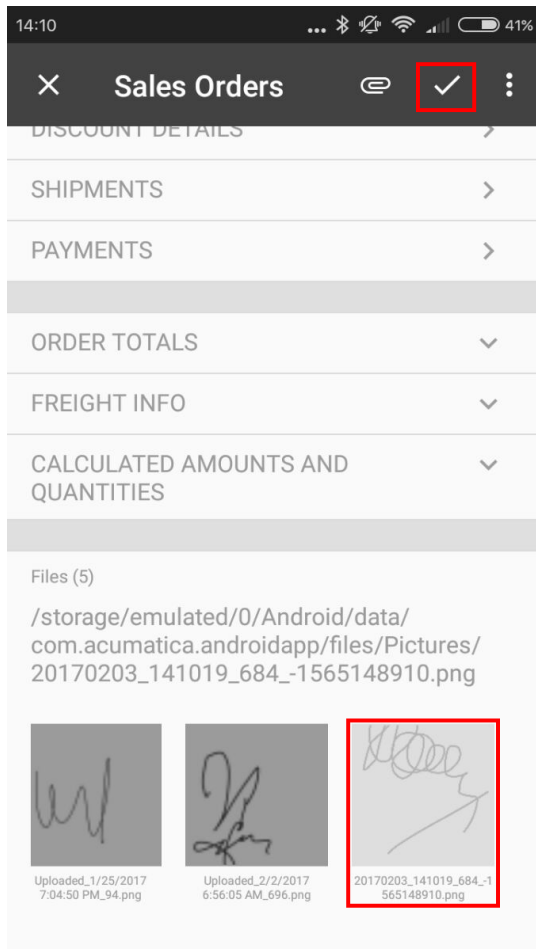 14:10
... 41%
Sales Orders
DISCOUNT DETAILS
SHIPMENTS
PAYMENTS
ORDER TOTALS
FREIGHT INFO
CALCULATED AMOUNTS AND
QUANTITIES
Files (5)
/storage/emulated/0/Android/data/
com.acumatica.androidapp/files/Pictures/
20170203_141019_684_-1565148910.png
Uploaded_1/25/2017
7:04:50 PM_94.png
Uploaded_2/2/2017
6:56:05 AM_696.png
20170203_141019_684_-1
565148910.png